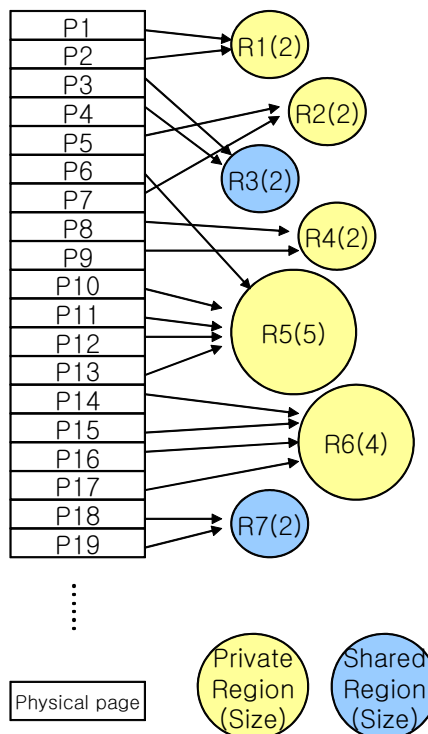 P1
P2
P3
P4
P5
P6
P7
P8
P9
P10
P11
P12
P13
P14
P15
P16
P17
P18
P19
R1(2)
R2(2)
R3(2)
R4(2)
R5(5)
R6(4)
R7(2)
Physical page
Private
Region
(Size)
Shared
Region
(Size)